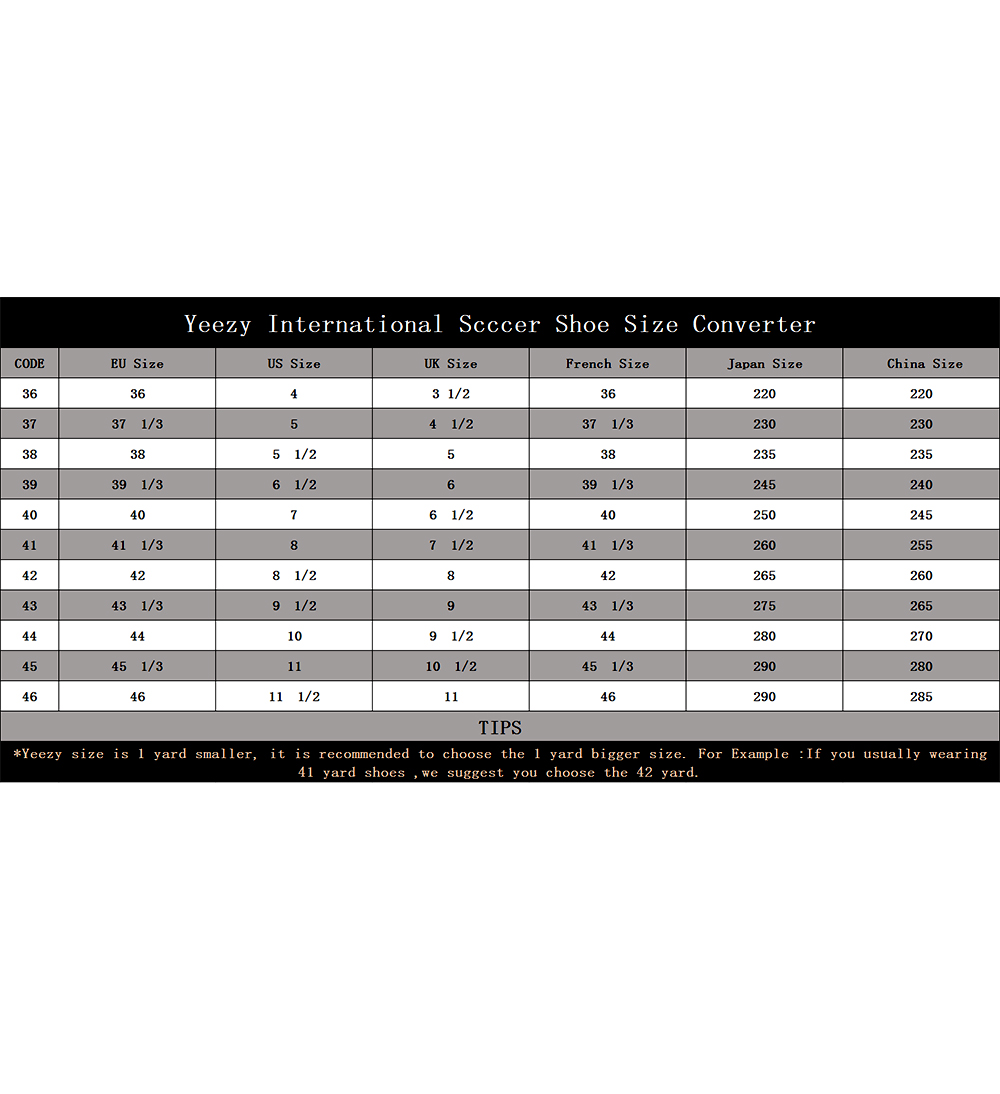 Yeezy International Scccer Shoe Size Converter
CODE EU Size US Size UK Size French Size Japan Size China Size
36 36 4 3 1/2 36 220 220
37 37 1/3 5 4 1/2 37 1/3 230 230
38 38 5 1/2 5 38 235 235
39 39 1/3 6 1/2 6 39 1/3 245 240
40 40 7 6 1/2 40 250 245
41 41 1/3 8 7 1/2 41 1/3 260 255
42 42 8 1/2 8 42 265 260
43 43 1/3 9 1/2 9 43 1/3 275 265
44 44 10 9 1/2 44 280 270
45 45 1/3 11 10 1/2 45 1/3 290 280
46 46 11 1/2 11 46 290 285
TIPS
*Yeezy size is 1 yard smaller, it is recommended to choose the 1 yard bigger size. For Example :If you usually wearing
41 yard shoes ,we suggest you choose the 42 yard.